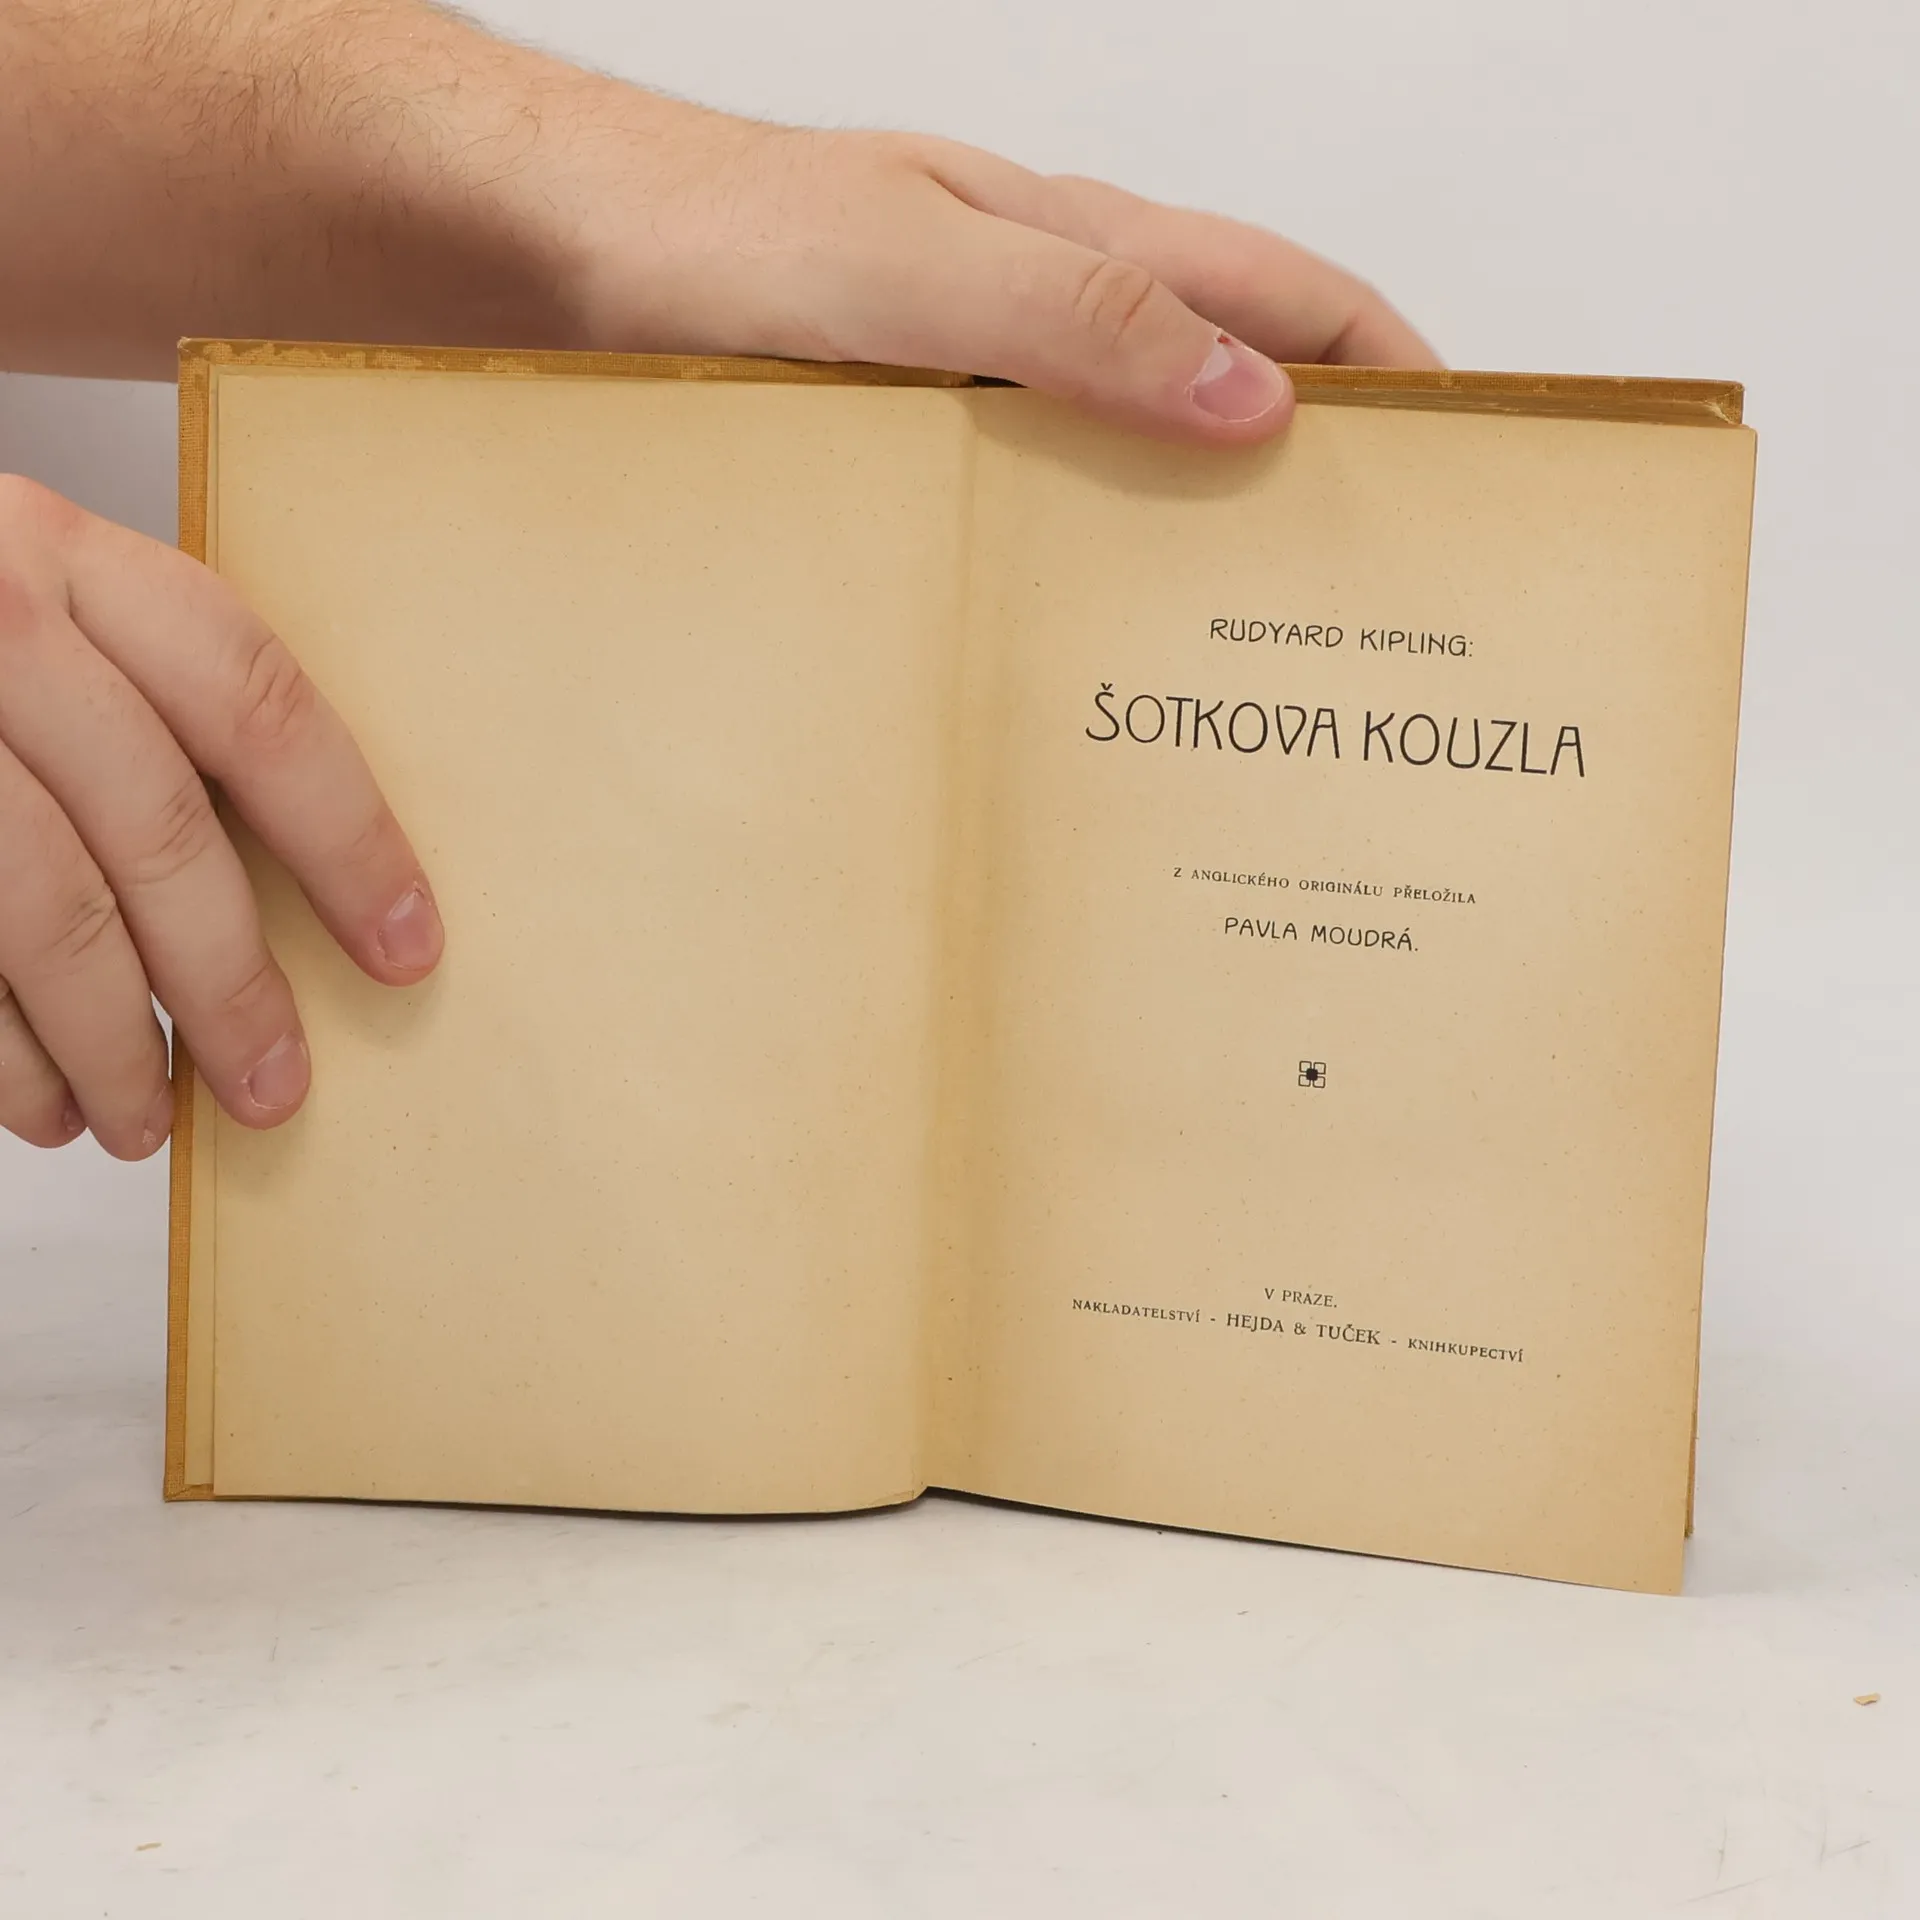 RUDYARD KIPLING:
ŠOTKOVA KOUZLA
Z ANGLICKÉHO ORIGINÁLU PŘELOŽILA
PAVLA MOUDRÁ.
V PRAZE.
NAKLADATELSTVÍ - HEJDA & TUČEK - KNIHKUPECTVÍ